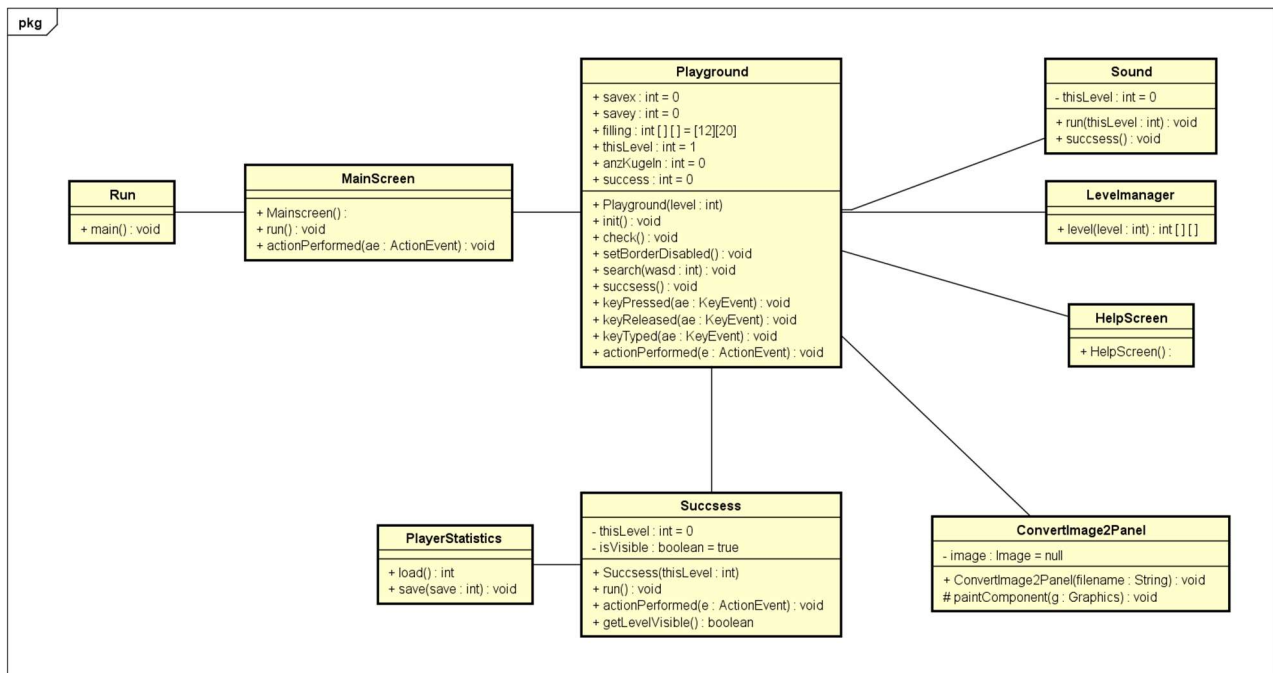 pkg
Run
+ main() : void
MainScreen
+ Mainscreen() :
+ run() : void
+ actionPerformed(ae : ActionEvent) : void
Playground
+ savex : int = 0
+ savey : int = 0
+ filling : int [ ] [ ] = [12][20]
+ thisLevel : int = 1
+ anzKugeln : int = 0
+ success : int = 0
+ Playground(level : int)
+ init() : void
+ check() : void
+ setBorderDisabled() : void
+ search(wasd : int) : void
+ succsess() : void
+ keyPressed(ae : KeyEvent) : void
+ keyReleased(ae : KeyEvent) : void
+ keyTyped(ae : KeyEvent) : void
+ actionPerformed(e : ActionEvent) : void
Sound
- thisLevel : int = 0
+ run(thisLevel : int) : void
+ succsess() : void
Levelmanager
+ level(level : int) : int [ ] [ ]
HelpScreen
+ HelpScreen() :
PlayerStatistics
+ load() : int
+ save(save : int) : void
Succsess
- thisLevel : int = 0
- isVisible : boolean = true
+ Succsess(thisLevel : int)
+ run() : void
+ actionPerformed(e : ActionEvent) : void
+ getLevelVisible() : boolean
ConvertImage2Panel
- image : Image = null
+ ConvertImage2Panel(filename : String) : void
# paintComponent(g : Graphics) : void